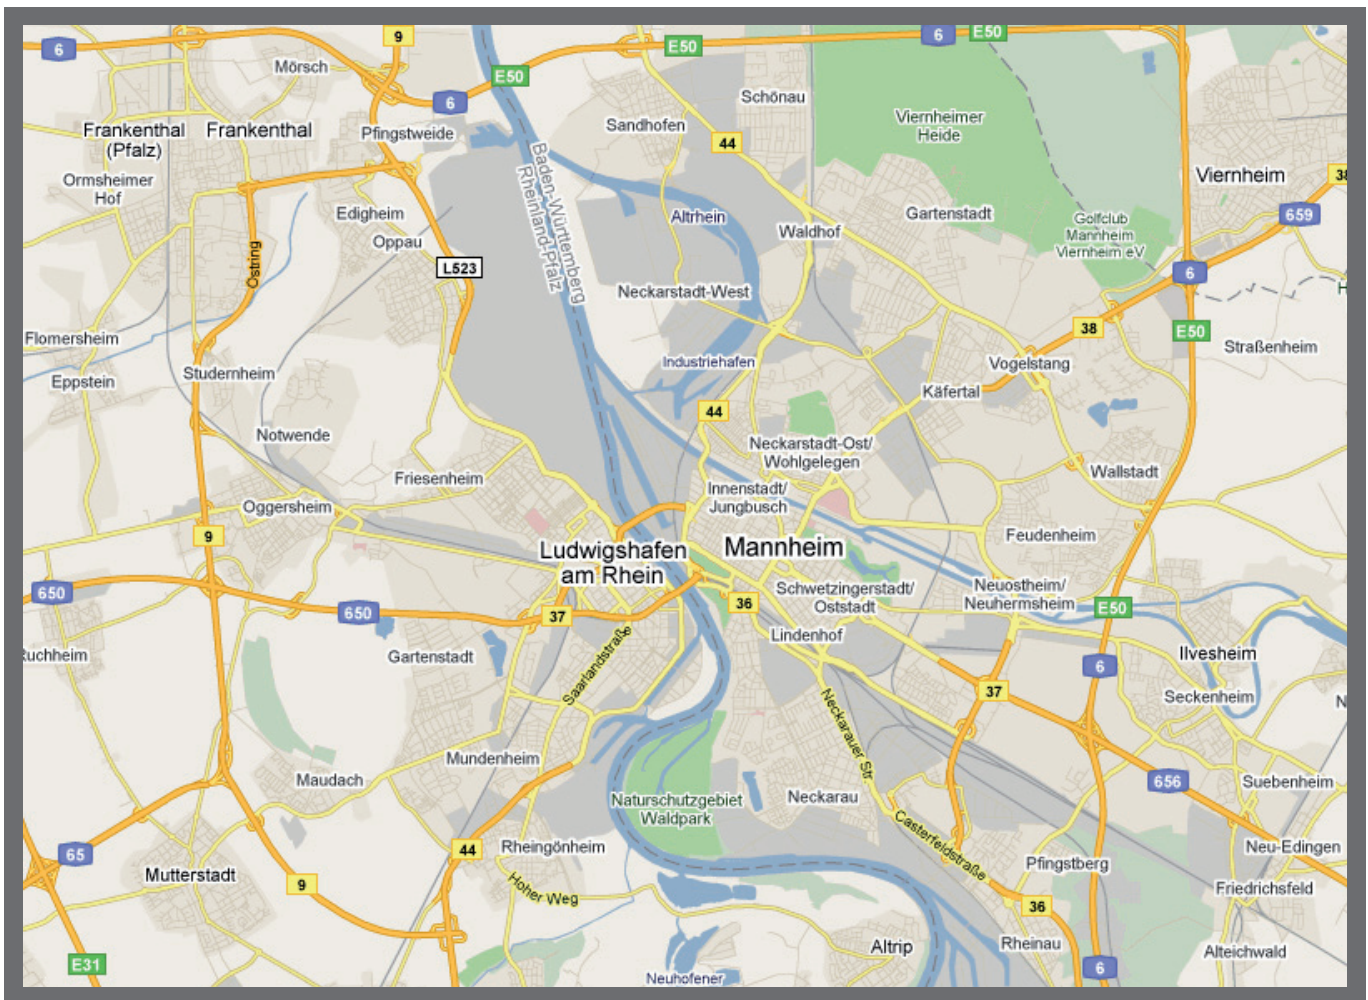 6
9
E50
6
E50
Mörsch
E50
6
Schönau
Frankenthal
(Pfalz)
Frankenthal
Pfingstweide
Sandhofen
44
Viernheimer
Heide
Baden-Württemberg
Rheinland-Pfalz
Ormsheimer
Hof
Viernheim
38
Edigheim
Altrhein
Gartenstadt
659
Oppau
Waldhof
Golfclub
Mannheim
Viernheim eV
Ostring
L523
6
Neckarstadt-West
H
38
E50
Flomersheim
Straßenheim
Studernheim
Industriehafen
Vogelstang
Eppstein
Käfertal
44
Notwende
Neckarstadt-Ost/
Wohlgelegen
Friesenheim
Wallstadt
Innenstadt/
Jungbusch
Oggersheim
9
Feudenheim
Ludwigshafen
am Rhein
Mannheim
650
Schwetzingerstadt/
Oststadt
Neuostheim/
Neuhermsheim
650
37
36
E50
Lindenhof
Ruchheim
Gartenstadt
Saarlandstraße
Ilvesheim
6
37
Seckenheim
N
Neckarauer Str.
Mundenheim
Maudach
656
Suebenheim
Naturschutzgebiet
Waldpark
Neckarau
Casterfeldstraße
65
44
Rheingönheim
Neu-Edingen
Mutterstadt
Pfingstberg
9
Hoher Weg
Friedrichsfeld
36
Altrip
Rheinau
Alteichwald
E31
Neuhofener
6